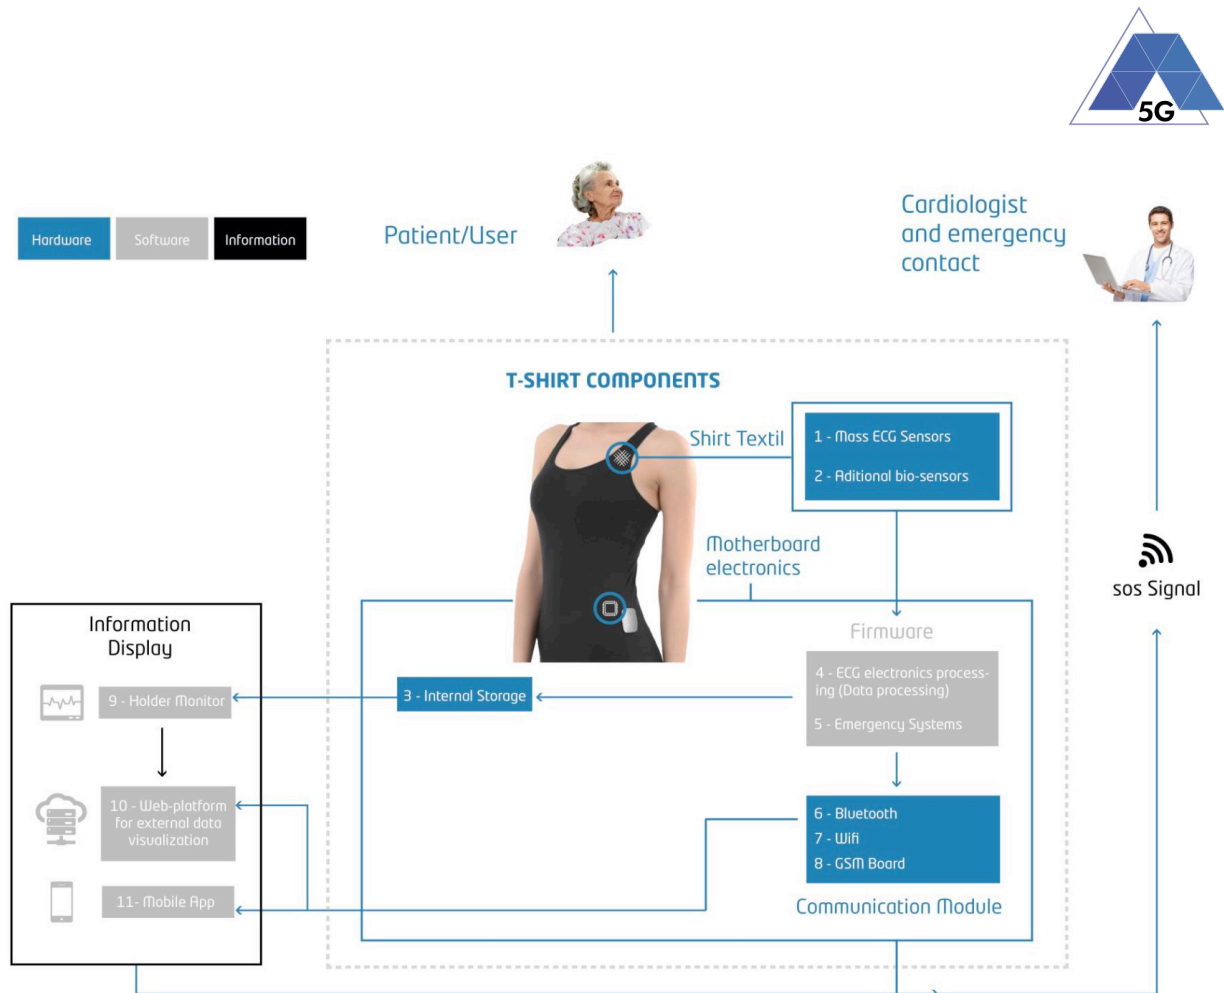 5G
Hardware
Software
Information
Patient/User
Cardiologist
and emergency
contact
T-SHIRT COMPONENTS
Shirt Textil
1 - Mass ECG Sensors
2 - Aditional bio-sensors
Motherboard
electronics
sos Signal
Information
Display
Firmware
4 - ECG electronics process-
ing (Data processing)
5 - Emergency Systems
3 - Internal Storage
9 - Holder Monitor
10 - Web-platform
for external data
visualization
6 - Bluetooth
7 - Wifi
8 - GSM Board
11- Mobile App
Communication Module